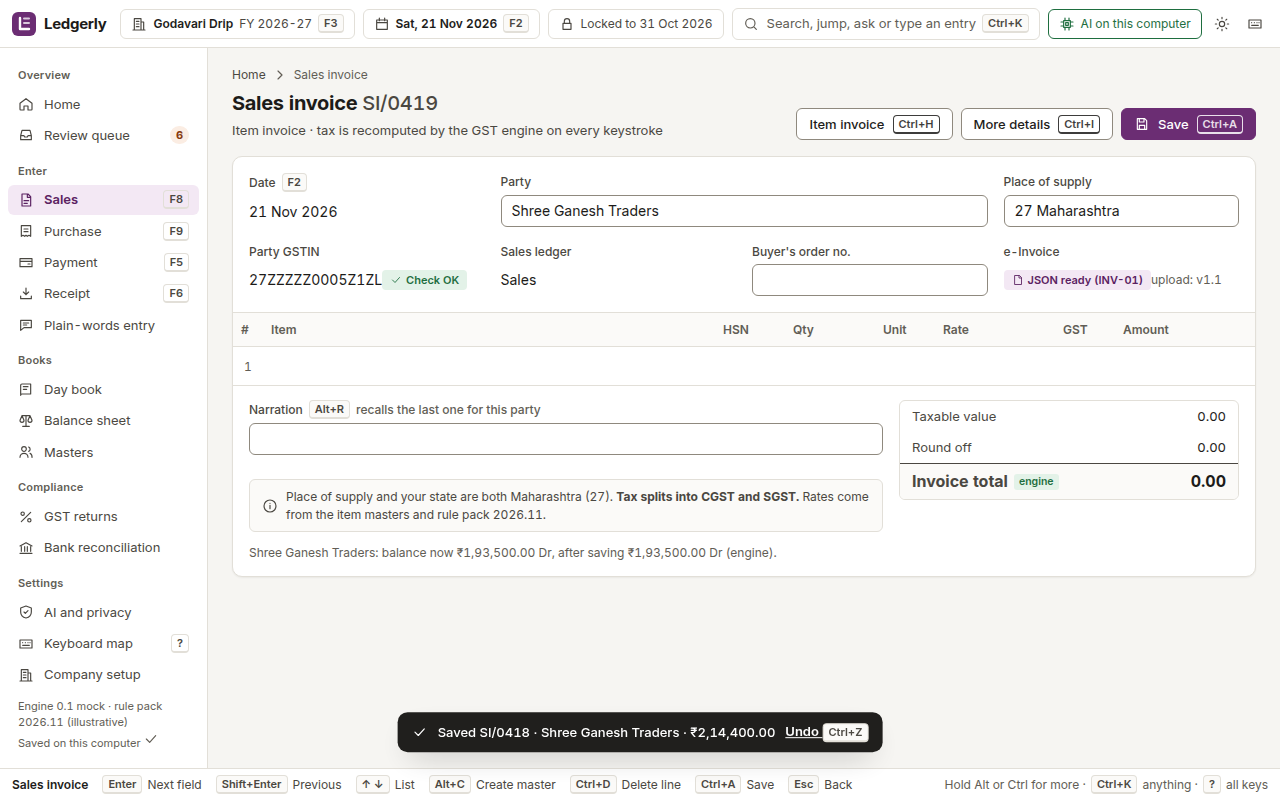 Ledgerly
Godavari Drip FY 2026-27 F3
Sat, 21 Nov 2026 F2
Locked to 31 Oct 2026
Search, jump, ask or type an entry Ctrl+K
AI on this computer
Overview
Home
Review queue 6
Enter
Sales F8
Purchase F9
Payment F5
Receipt F6
Plain-words entry
Books
Day book
Balance sheet
Masters
Compliance
GST returns
Bank reconciliation
Settings
AI and privacy
Keyboard map ?
Company setup
Engine 0.1 mock · rule pack
2026.11 (illustrative)
Saved on this computer
Home > Sales invoice
Sales invoice SI/0419
Item invoice · tax is recomputed by the GST engine on every keystroke
Item invoice Ctrl+H
More details Ctrl+I
Save Ctrl+A
Date F2
21 Nov 2026
Party
Shree Ganesh Traders
Place of supply
27 Maharashtra
Party GSTIN
27ZZZZZ0005Z1ZL Check OK
Sales ledger
Sales
Buyer's order no.
e-Invoice
JSON ready (INV-01) upload: v1.1
# Item HSN Qty Unit Rate GST Amount
1
Narration Alt+R recalls the last one for this party
Place of supply and your state are both Maharashtra (27). Tax splits into CGST and SGST. Rates come
from the item masters and rule pack 2026.11.
Shree Ganesh Traders: balance now ₹1,93,500.00 Dr, after saving ₹1,93,500.00 Dr (engine).
Taxable value 0.00
Round off 0.00
Invoice total engine 0.00
Saved SI/0418 · Shree Ganesh Traders · ₹2,14,400.00 Undo Ctrl+Z
Sales invoice Enter Next field Shift+Enter Previous ↑↓ List Alt+C Create master Ctrl+D Delete line Ctrl+A Save Esc Back Hold Alt or Ctrl for more · Ctrl+K anything · ? all keys